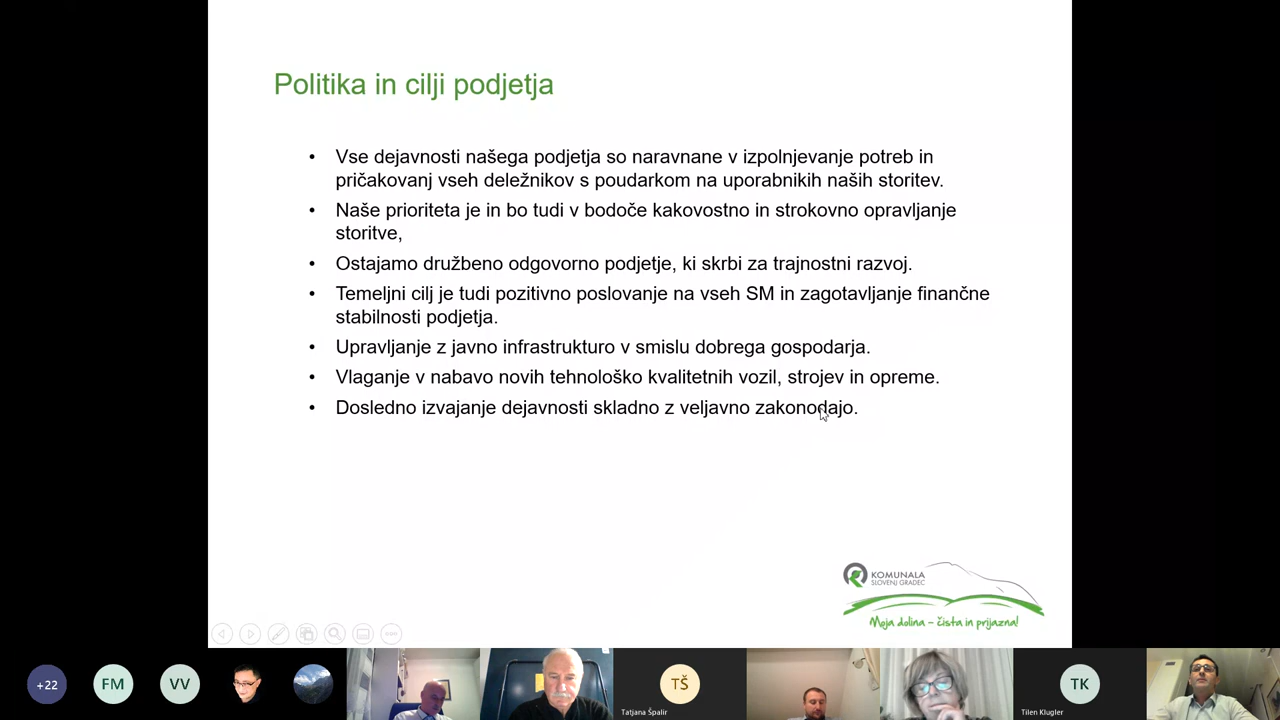 Politika in cilji podjetja
• Vse dejavnosti našega podjetja so naravnane v izpolnjevanje potreb in
pričakovanj vseh deležnikov s poudarkom na uporabnikih naših storitev.
• Naše prioriteta je in bo tudi v bodoče kakovostno in strokovno opravljanje
storitve,
• Ostajamo družbeno odgovorno podjetje, ki skrbi za trajnostni razvoj.
• Temeljni cilj je tudi pozitivno poslovanje na vseh SM in zagotavljanje finančne
stabilnosti podjetja.
• Upravljanje z javno infrastrukturo v smislu dobrega gospodarja.
• Vlaganje v nabavo novih tehnološko kvalitetnih vozil, strojev in opreme.
• Dosledno izvajanje dejavnosti skladno z veljavno zakonodajo.
KOMUNALA
SLOVENJ GRADEC
Moja dolina – čista in prijazna!
+22
FM
VV
TŠ
TK
Tatjana Špalir
Tilen Klugler